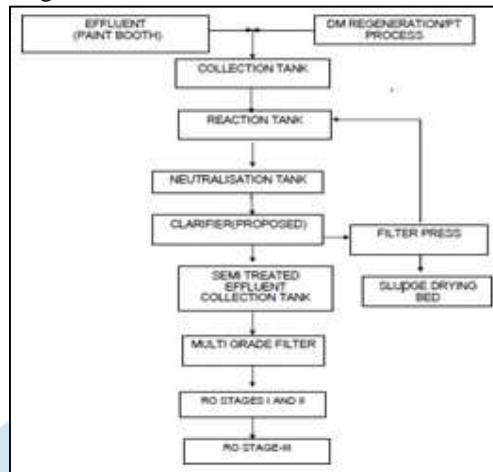 EFFLUENT
(PAINT BOOTH)
DM REGENERATION/PT
PROCESS
COLLECTION TANK
REACTION TANK
NEUTRALISATION TANK
CLARIFIER(PROPOSED)
FILTER PRESS
SEMI TREATED
EFFLUENT
COLLECTION TANK
SLUDGE DRYING
BED
MULTI GRADE FILTER
RO STAGES I AND II
RO STAGE-III